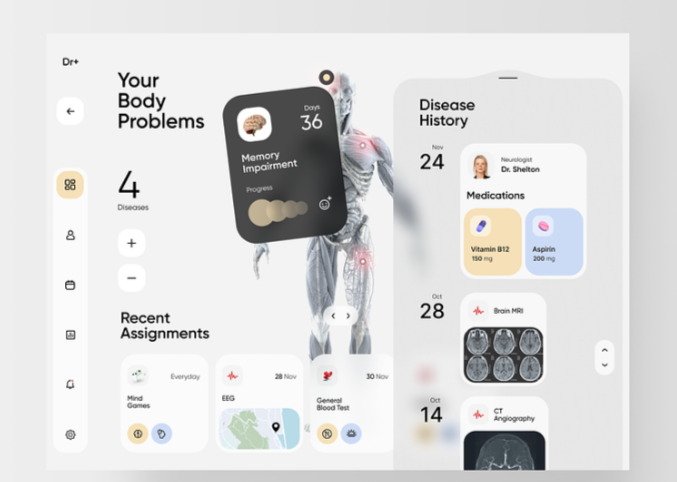 Dr+
Your
Body
Problems
4
Diseases
Days
36
Memory
Impairment
Progress
Recent
Assignments
Everyday
Mind
Games
28 Nov
EEG
30 Nov
General
Blood Test
Disease
History
Nov
24
Neurologist
Dr. Shelton
Medications
Vitamin B12
150 mg
Aspirin
200 mg
Oct
28
Brain MRI
Oct
14
CT
Angiography